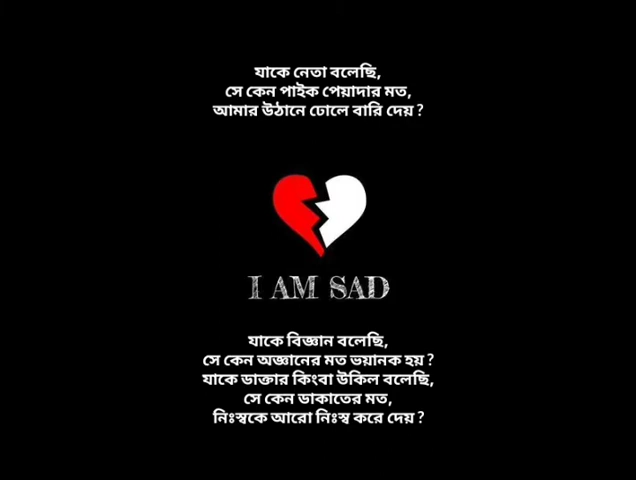 যাকে নেতা বলেছি,
সে কেন পাইক পেয়াদার মত,
আমার উঠানে ঢোলে বারি দেয় ?
I AM SAD
যাকে বিজ্ঞান বলেছি,
সে কেন অজ্ঞানের মত ভয়ানক হয় ?
যাকে ডাক্তার কিংবা উকিল বলেছি,
সে কেন ডাকাতের মত,
নিঃস্বকে আরো নিঃস্ব করে দেয় ?